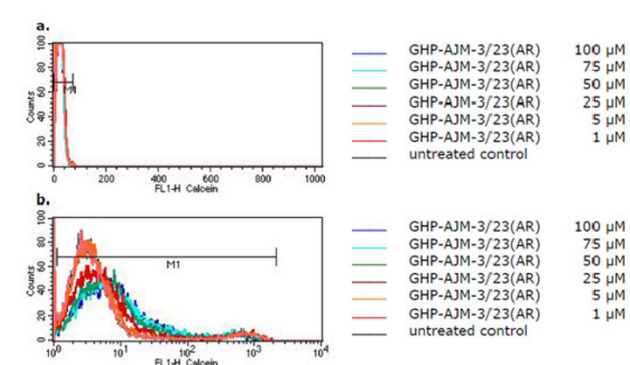 a.
100
80
60
40
20
0
Counts
M1
0 200 400 600 800 1000
FL1-H Calcein
GHP-AJM-3/23(AR) 100 µM
GHP-AJM-3/23(AR) 75 µM
GHP-AJM-3/23(AR) 50 µM
GHP-AJM-3/23(AR) 25 µM
GHP-AJM-3/23(AR) 5 µM
GHP-AJM-3/23(AR) 1 µM
untreated control
b.
100
80
60
40
20
0
Counts
M1
10⁰ 10¹ 10² 10³ 10⁴
FL1-H Calcein
GHP-AJM-3/23(AR) 100 µM
GHP-AJM-3/23(AR) 75 µM
GHP-AJM-3/23(AR) 50 µM
GHP-AJM-3/23(AR) 25 µM
GHP-AJM-3/23(AR) 5 µM
GHP-AJM-3/23(AR) 1 µM
untreated control